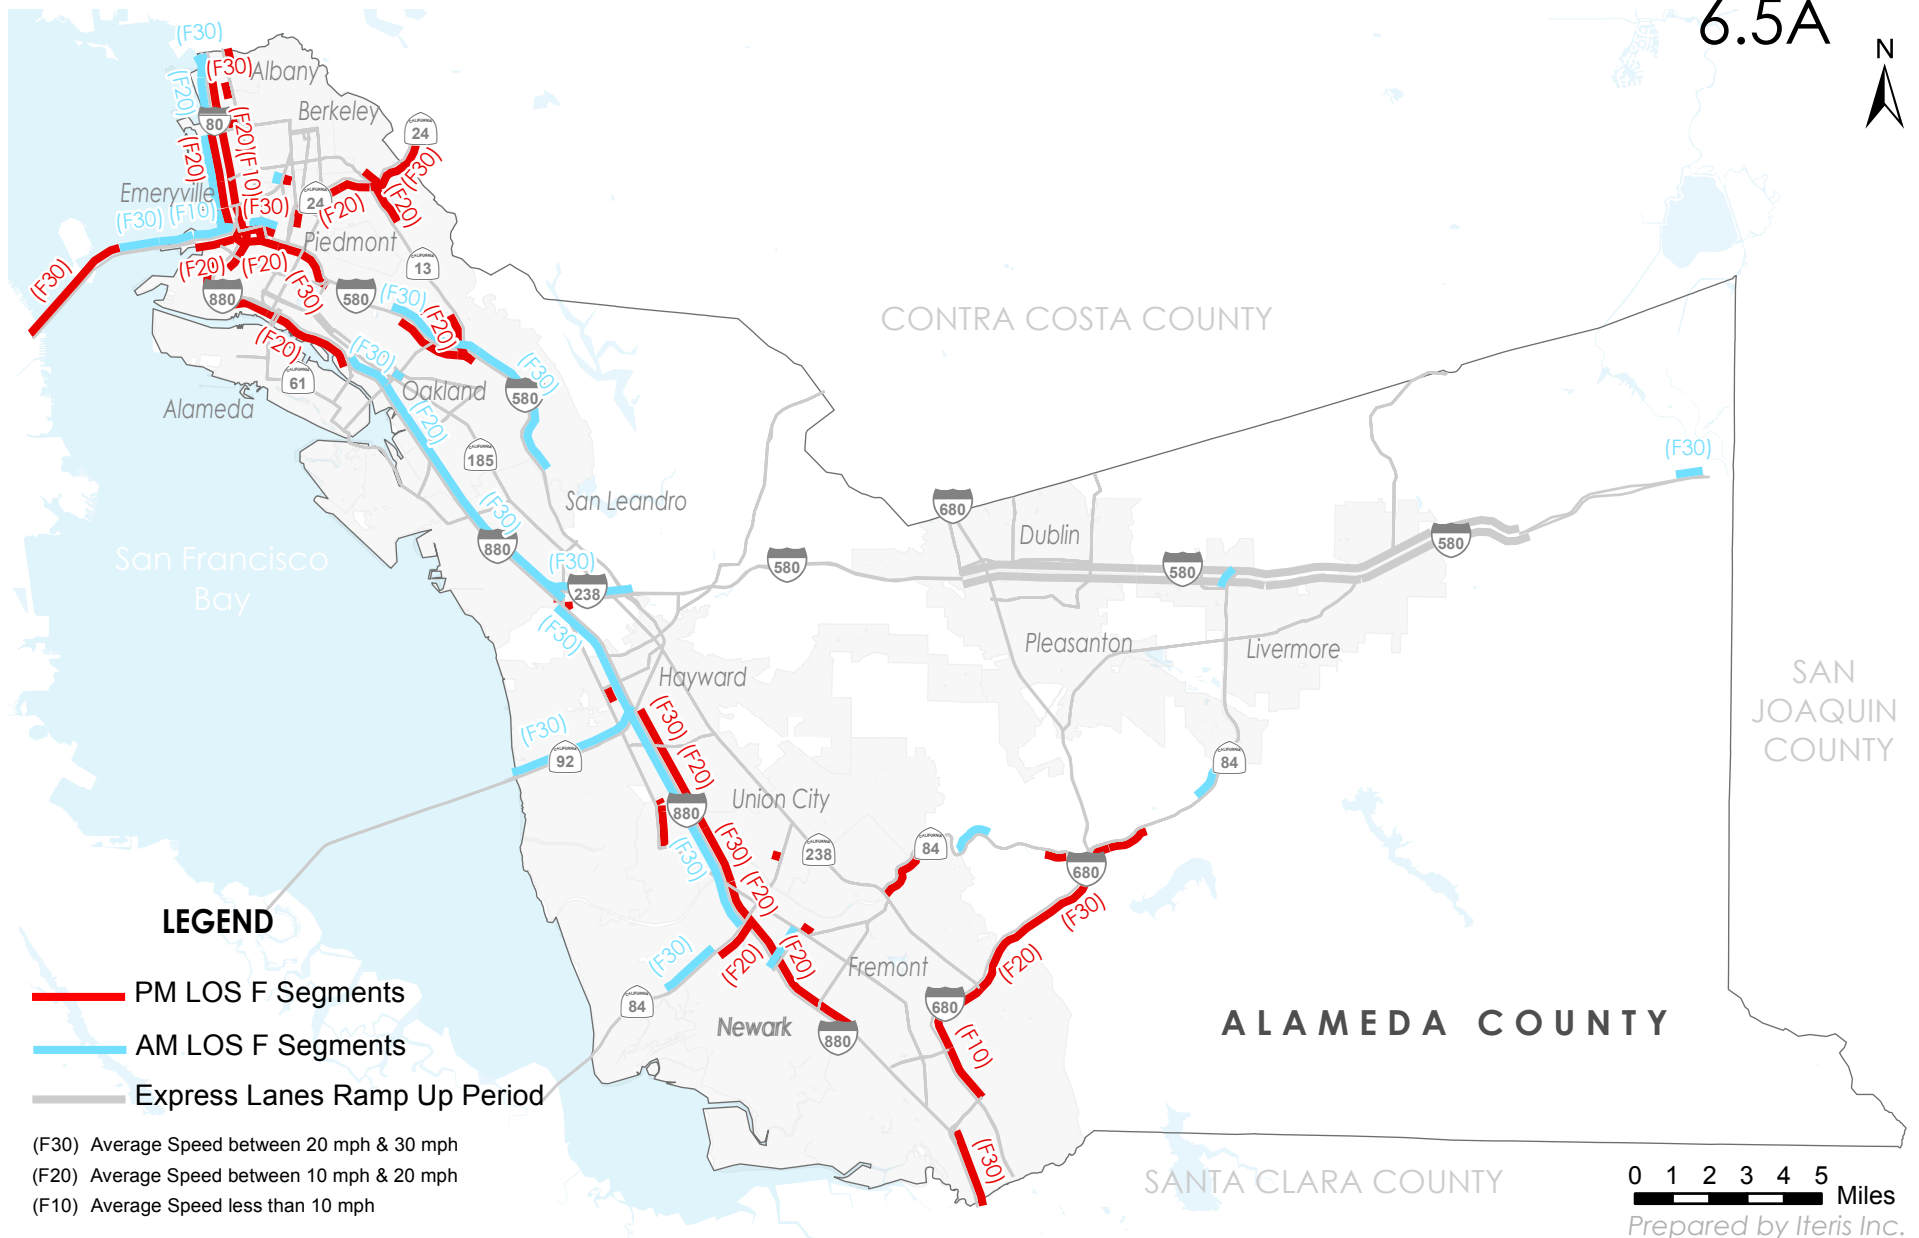 6.5A
N
(F30)
(F30)
Albany
(F20)
Berkeley
80
(F20)
24
(F20)
(F10)
(F30)
Emeryville
24
(F20)
(F20)
(F30)
(F10)
(F30)
Piedmont
13
(F30)
(F20)
(F20)
(F30)
880
580
(F30)
(F20)
(F20)
(F30)
(F30)
61
Oakland
580
Alameda
(F20)
185
CONTRA COSTA COUNTY
San Leandro
(F30)
880
San Francisco
Bay
(F30)
238
580
680
Dublin
580
580
(F30)
(F30)
Pleasanton
Livermore
Hayward
SAN
JOAQUIN
COUNTY
(F30)
(F30)
92
(F20)
84
Union City
880
(F30)
(F30)
238
84
680
(F20)
(F30)
(F30)
(F20)
(F20)
Fremont
(F20)
84
680
Newark
880
(F10)
ALAMEDA COUNTY
(F30)
SANTA CLARA COUNTY
LEGEND
PM LOS F Segments
AM LOS F Segments
Express Lanes Ramp Up Period
(F30) Average Speed between 20 mph & 30 mph
(F20) Average Speed between 10 mph & 20 mph
(F10) Average Speed less than 10 mph
0 1 2 3 4 5
Miles
Prepared by Iteris Inc.